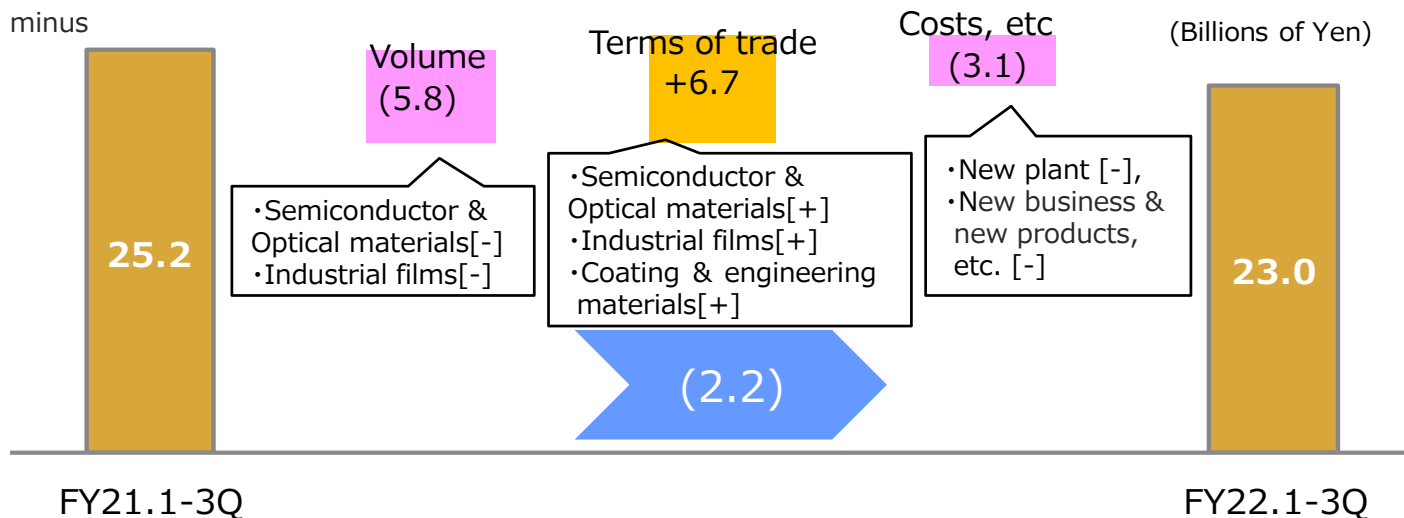 minus
(Billions of Yen)
Volume
(5.8)
Terms of trade
+6.7
Costs, etc
(3.1)
25.2
・Semiconductor &
Optical materials[-]
・Industrial films[-]
・Semiconductor &
Optical materials[+]
・Industrial films[+]
・Coating & engineering
materials[+]
・New plant [-],
・New business &
new products,
etc. [-]
23.0
(2.2)
FY21.1-3Q
FY22.1-3Q